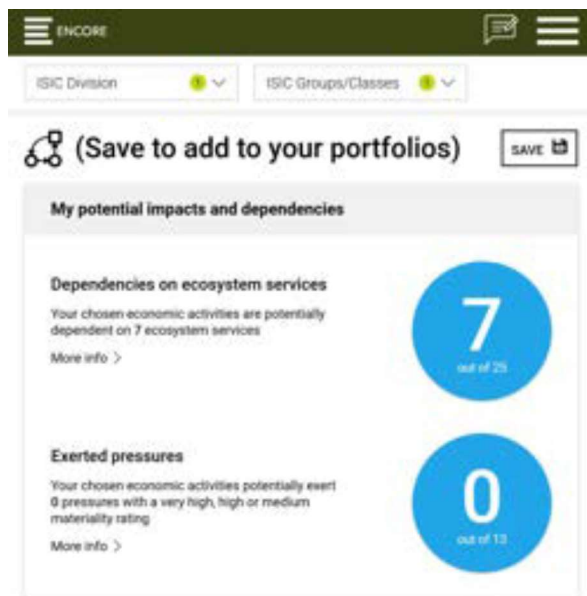 ENCORE
ISIC Division 1
ISIC Groups/Classes 1
(Save to add to your portfolios)
SAVE
My potential impacts and dependencies
Dependencies on ecosystem services
Your chosen economic activities are potentially
dependent on 7 ecosystem services
More info >
7
out of 25
Exerted pressures
Your chosen economic activities potentially exert
0 pressures with a very high, high or medium
materiality rating
More info >
0
out of 13